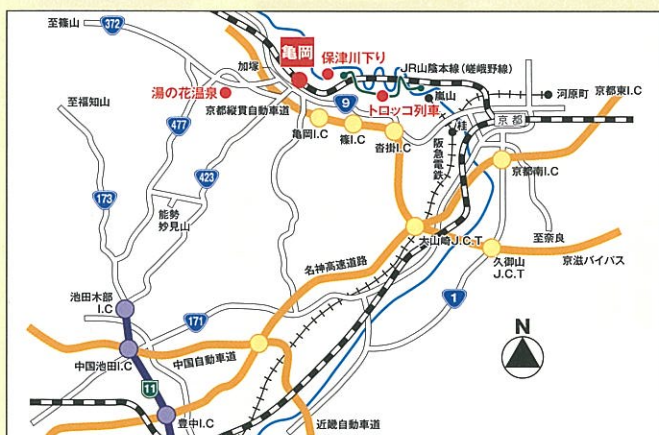 至篠山
372
加塚
亀岡
保津川下り
JR山陰本線(嵯峨野線)
湯の花温泉
京都縦貫自動車道
9
トロッコ列車
嵐山
河原町
京都東I.C
至福知山
477
亀岡I.C
篠I.C
沓掛I.C
桂
京都
阪急電鉄
173
423
能勢
妙見山
京都南I.C
大山崎J.C.T
至奈良
久御山
J.C.T
京滋バイパス
名神高速道路
1
池田木部
I.C
171
中国自動車道
中国池田I.C
11
豊中I.C
近畿自動車道
N